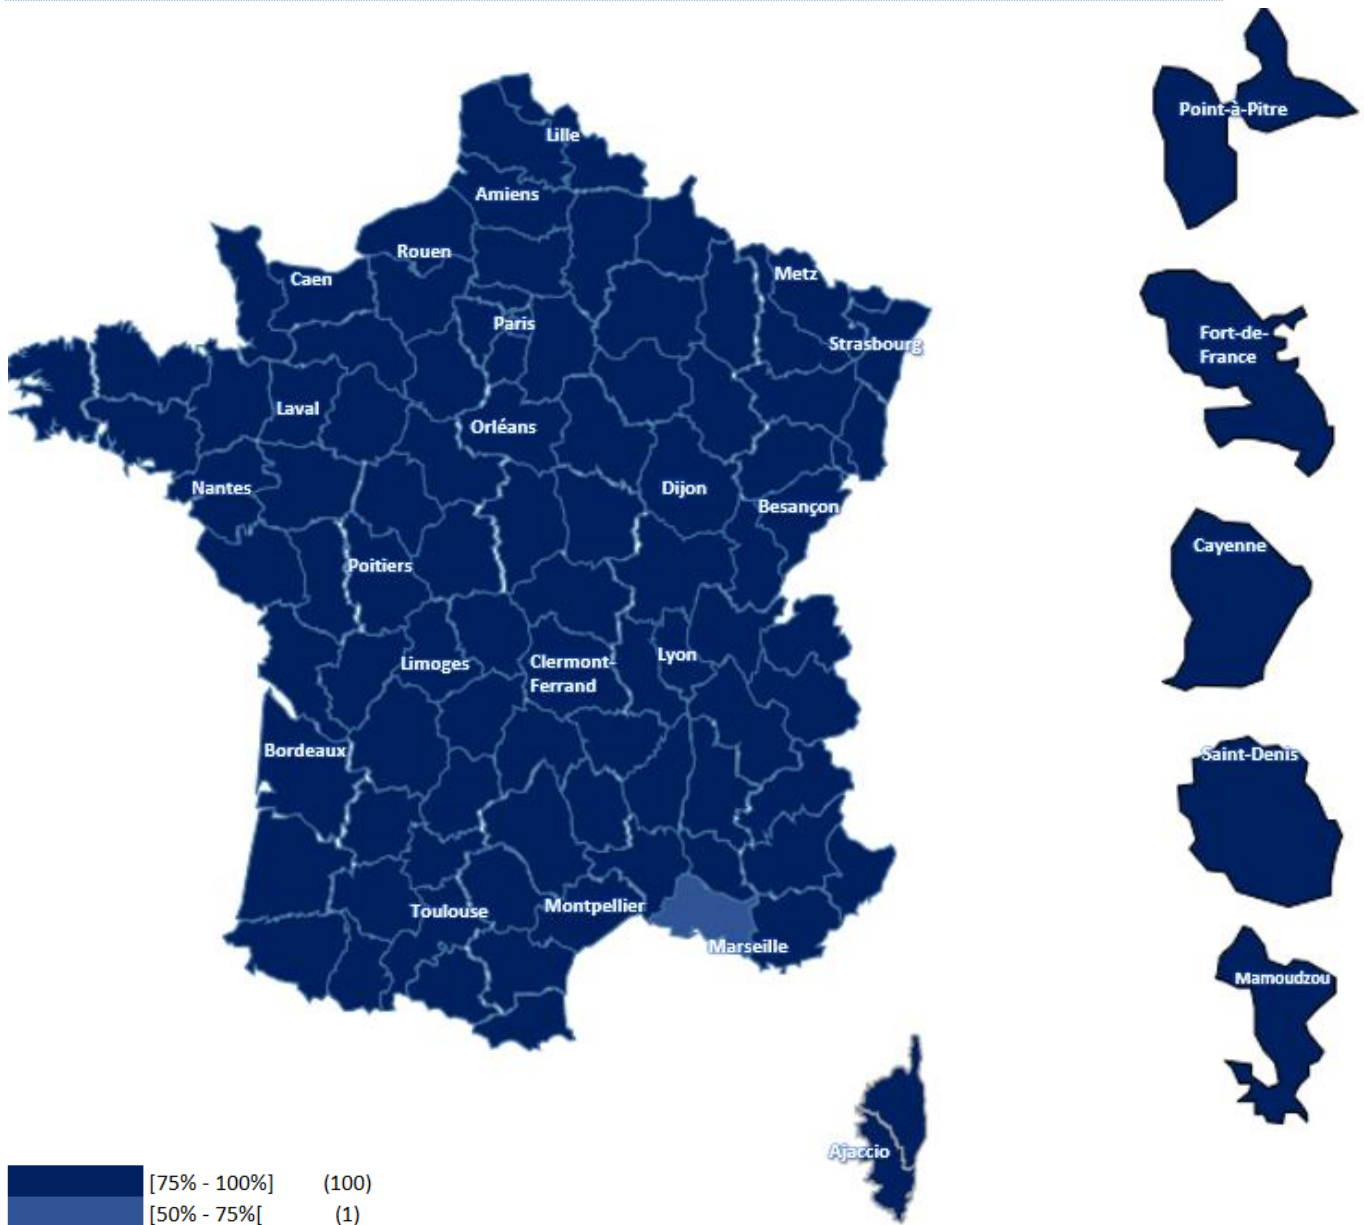 Point-à-Pitre
Lille
Amiens
Rouen
Caen
Metz
Paris
Strasbourg
Fort-de-
France
Laval
Orléans
Nantes
Dijon
Besançon
Cayenne
Poitiers
Limoges
Clermont-
Ferrand
Lyon
Bordeaux
Saint-Denis
Toulouse
Montpellier
Marseille
Mamoudzou
Ajaccio
[75% - 100%] (100)
[50% - 75%[ (1)